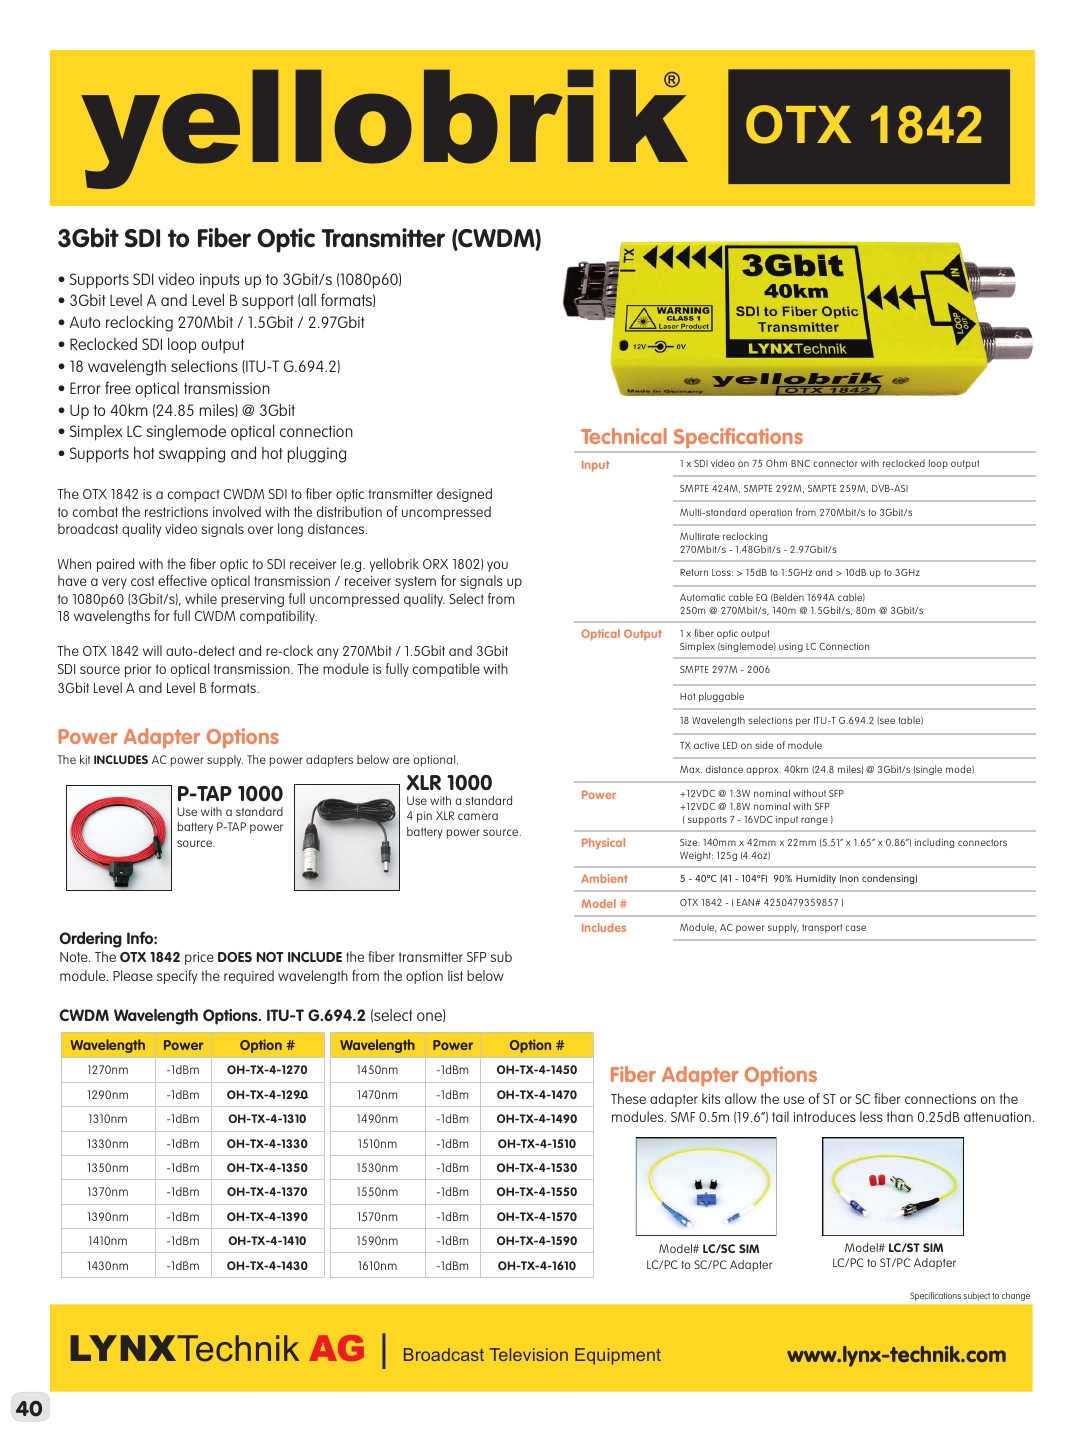 yellobrik®
OTX 1842
3Gbit SDI to Fiber Optic Transmitter (CWDM)
• Supports SDI video inputs up to 3Gbit/s (1080p60)
• 3Gbit Level A and Level B support (all formats)
• Auto reclocking 270Mbit / 1.5Gbit / 2.97Gbit
• Reclocked SDI loop output
• 18 wavelength selections (ITU-T G.694.2)
• Error free optical transmission
• Up to 40km (24.85 miles) @ 3Gbit
• Simplex LC singlemode optical connection
• Supports hot swapping and hot plugging
The OTX 1842 is a compact CWDM SDI to fiber optic transmitter designed
to combat the restrictions involved with the distribution of uncompressed
broadcast quality video signals over long distances.
When paired with the fiber optic to SDI receiver (e.g. yellobrik ORX 1802) you
have a very cost effective optical transmission / receiver system for signals up
to 1080p60 (3Gbit/s), while preserving full uncompressed quality. Select from
18 wavelengths for full CWDM compatibility.
The OTX 1842 will auto-detect and re-clock any 270Mbit / 1.5Gbit and 3Gbit
SDI source prior to optical transmission. The module is fully compatible with
3Gbit Level A and Level B formats.
Power Adapter Options
The kit INCLUDES AC power supply. The power adapters below are optional.
P-TAP 1000
Use with a standard
battery P-TAP power
source.
XLR 1000
Use with a standard
4 pin XLR camera
battery power source.
Ordering Info:
Note. The OTX 1842 price DOES NOT INCLUDE the fiber transmitter SFP sub
module. Please specify the required wavelength from the option list below
TX
3Gbit
40km
SDI to Fiber Optic
Transmitter
LYNXTechnik
WARNING
CLASS 1
Laser Product
12V 0V
IN
LOOP
OUT
Made in Germany
yellobrik
OTX 1842
Technical Specifications
Input 1 x SDI video on 75 Ohm BNC connector with reclocked loop output
SMPTE 424M, SMPTE 292M, SMPTE 259M, DVB-ASI
Multi-standard operation from 270Mbit/s to 3Gbit/s
Multirate reclocking
270Mbit/s - 1.48Gbit/s - 2.97Gbit/s
Return Loss: > 15dB to 1.5GHz and > 10dB up to 3GHz
Automatic cable EQ (Belden 1694A cable)
250m @ 270Mbit/s, 140m @ 1.5Gbit/s, 80m @ 3Gbit/s
Optical Output 1 x fiber optic output
Simplex (singlemode) using LC Connection
SMPTE 297M - 2006
Hot pluggable
18 Wavelength selections per ITU-T G.694.2 (see table)
TX active LED on side of module
Max. distance approx. 40km (24.8 miles) @ 3Gbit/s (single mode)
Power +12VDC @ 1.3W nominal without SFP
+12VDC @ 1.8W nominal with SFP
( supports 7 - 16VDC input range )
Physical Size: 140mm x 42mm x 22mm (5.51” x 1.65” x 0.86”) including connectors
Weight: 125g (4.4oz)
Ambient 5 - 40ºC (41 - 104ºF) 90% Humidity (non condensing)
Model # OTX 1842 - ( EAN# 4250479359857 )
Includes Module, AC power supply, transport case
CWDM Wavelength Options. ITU-T G.694.2 (select one)
Wavelength Power Option # Wavelength Power Option #
1270nm -1dBm OH-TX-4-1270 1450nm -1dBm OH-TX-4-1450
1290nm -1dBm OH-TX-4-1290 1470nm -1dBm OH-TX-4-1470
1310nm -1dBm OH-TX-4-1310 1490nm -1dBm OH-TX-4-1490
1330nm -1dBm OH-TX-4-1330 1510nm -1dBm OH-TX-4-1510
1350nm -1dBm OH-TX-4-1350 1530nm -1dBm OH-TX-4-1530
1370nm -1dBm OH-TX-4-1370 1550nm -1dBm OH-TX-4-1550
1390nm -1dBm OH-TX-4-1390 1570nm -1dBm OH-TX-4-1570
1410nm -1dBm OH-TX-4-1410 1590nm -1dBm OH-TX-4-1590
1430nm -1dBm OH-TX-4-1430 1610nm -1dBm OH-TX-4-1610
Fiber Adapter Options
These adapter kits allow the use of ST or SC fiber connections on the
modules. SMF 0.5m (19.6”) tail introduces less than 0.25dB attenuation.
Model# LC/SC SIM
LC/PC to SC/PC Adapter
Model# LC/ST SIM
LC/PC to ST/PC Adapter
Specifications subject to change
LYNXTechnik AG | Broadcast Television Equipment
www.lynx-technik.com
40